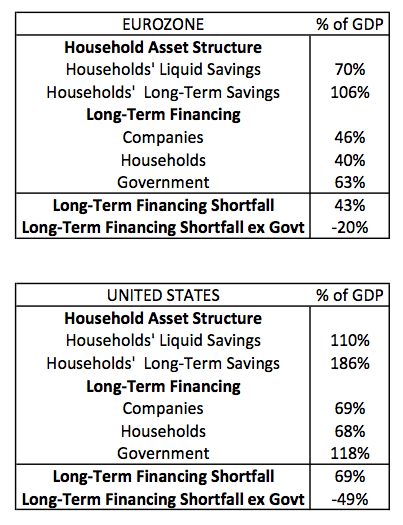 EUROZONE % of GDP
Household Asset Structure
Households' Liquid Savings 70%
Households' Long-Term Savings 106%
Long-Term Financing
Companies 46%
Households 40%
Government 63%
Long-Term Financing Shortfall 43%
Long-Term Financing Shortfall ex Govt -20%
UNITED STATES % of GDP
Household Asset Structure
Households' Liquid Savings 110%
Households' Long-Term Savings 186%
Long-Term Financing
Companies 69%
Households 68%
Government 118%
Long-Term Financing Shortfall 69%
Long-Term Financing Shortfall ex Govt -49%